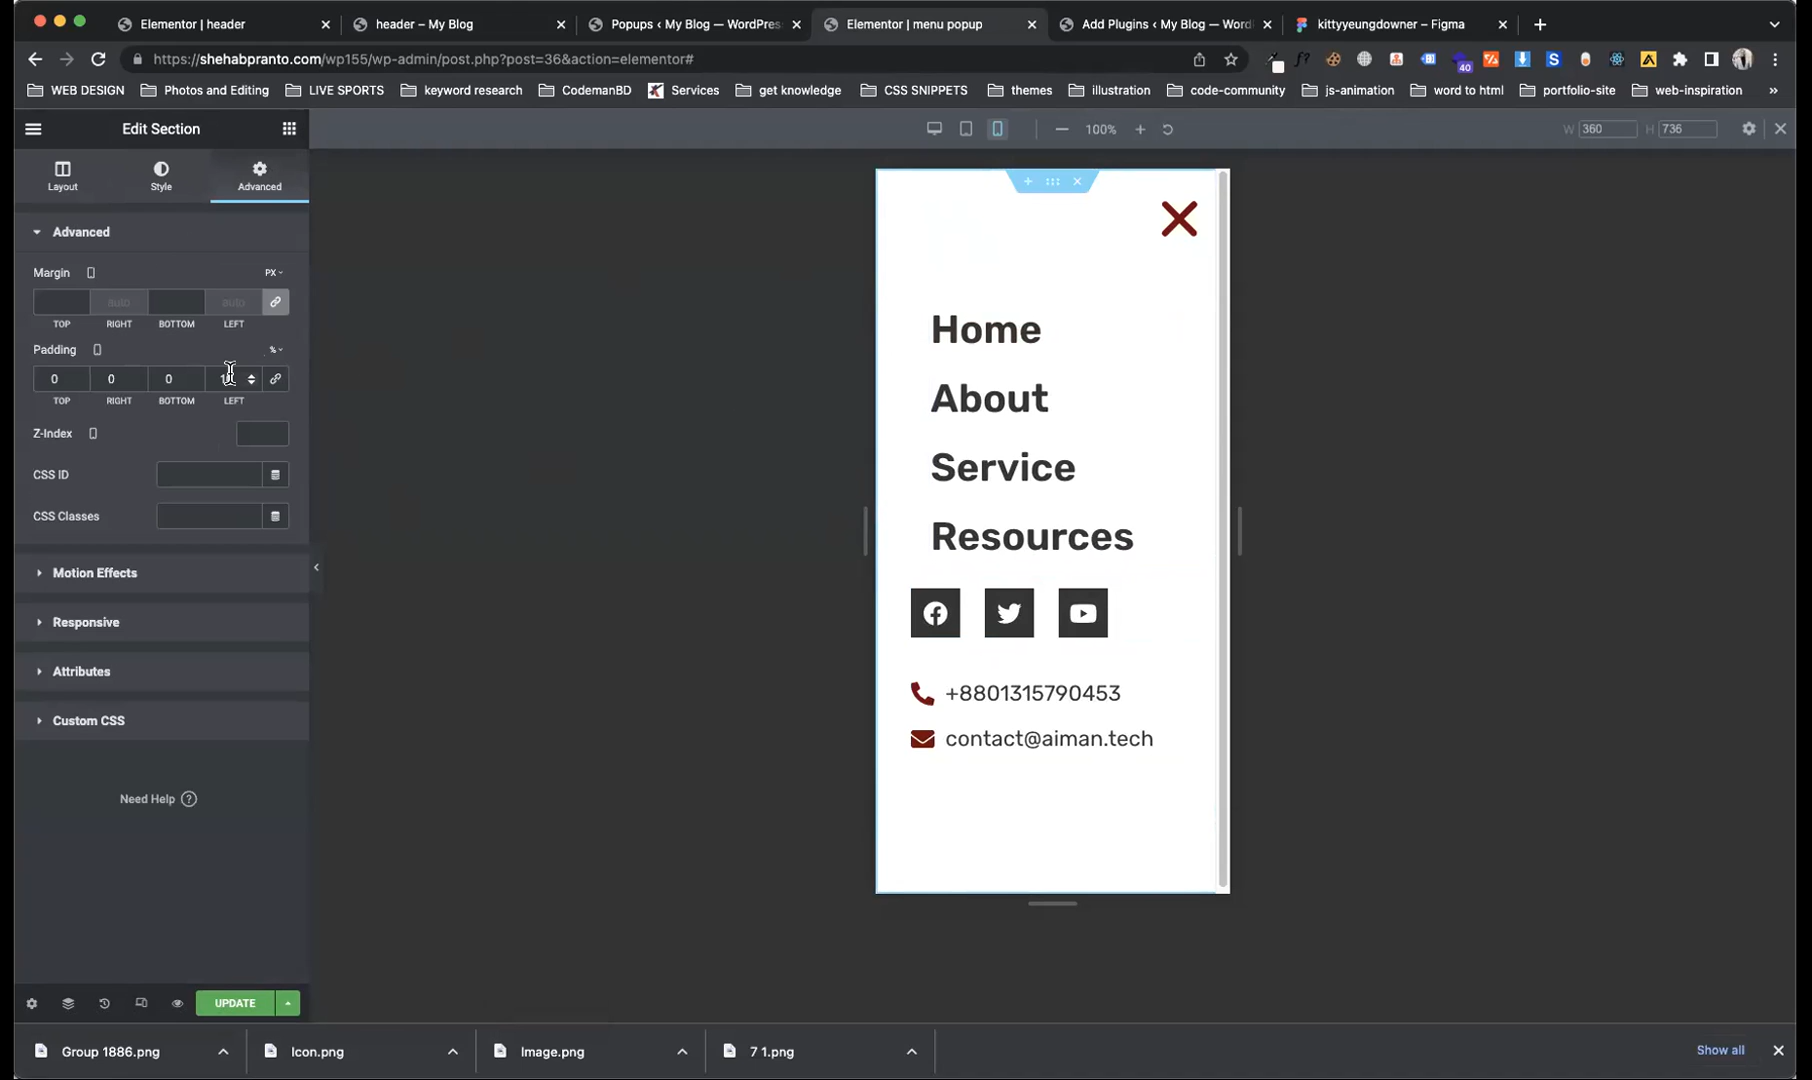 Elementor | header
header – My Blog
Popups ‹ My Blog — WordPres
Elementor | menu popup
Add Plugins ‹ My Blog — Word
kittyyeungdowner – Figma
https://shehabpranto.com/wp155/wp-admin/post.php?post=36&action=elementor#
40
WEB DESIGN
Photos and Editing
LIVE SPORTS
keyword research
CodemanBD
Services
get knowledge
CSS SNIPPETS
themes
illustration
code-community
js-animation
word to html
portfolio-site
web-inspiration
»
Edit Section
100%
W 360
H 736
Layout
Style
Advanced
Advanced
Margin
PX
auto
auto
TOP RIGHT BOTTOM LEFT
Padding
%
0 0 0
TOP RIGHT BOTTOM LEFT
Z-Index
CSS ID
CSS Classes
Motion Effects
Responsive
Attributes
Custom CSS
Need Help
UPDATE
Home
About
Service
Resources
+8801315790453
contact@aiman.tech
Group 1886.png
Icon.png
Image.png
7 1.png
Show all